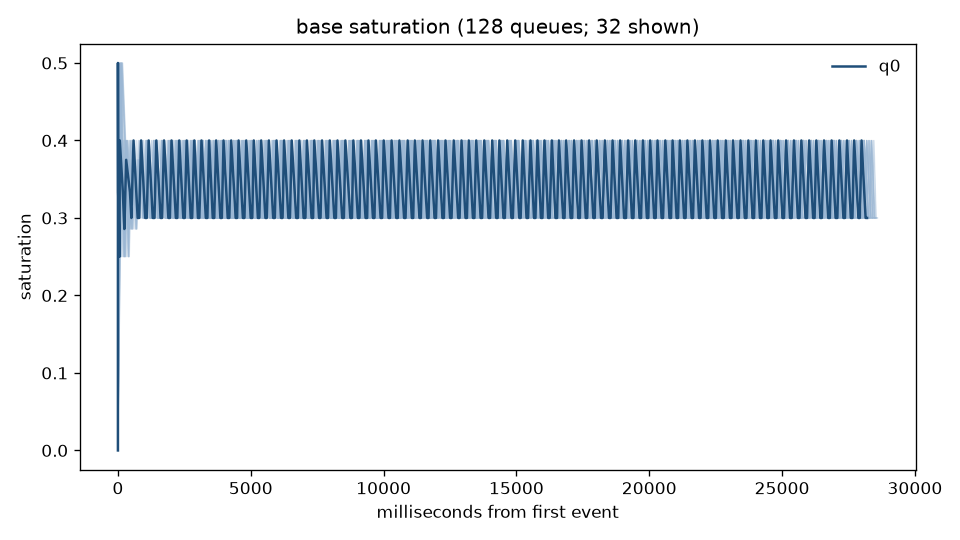 base saturation (128 queues; 32 shown)
q0
0.5
0.4
0.3
0.2
0.1
0.0
saturation
0 5000 10000 15000 20000 25000 30000
milliseconds from first event